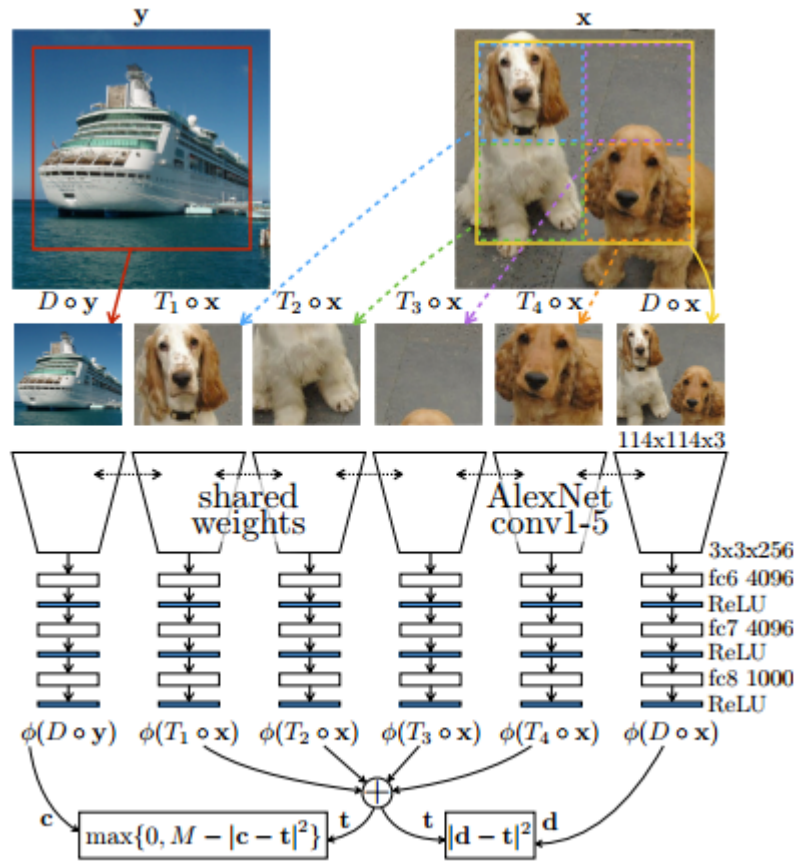 y x
D ∘ y T₁ ∘ x T₂ ∘ x T₃ ∘ x T₄ ∘ x D ∘ x
114x114x3
shared AlexNet
weights conv1-5
3x3x256
fc6 4096
ReLU
fc7 4096
ReLU
fc8 1000
ReLU
ϕ(D ∘ y) ϕ(T₁ ∘ x) ϕ(T₂ ∘ x) ϕ(T₃ ∘ x) ϕ(T₄ ∘ x) ϕ(D ∘ x)
+
c max{0, M − |c − t|²} t t |d − t|² d